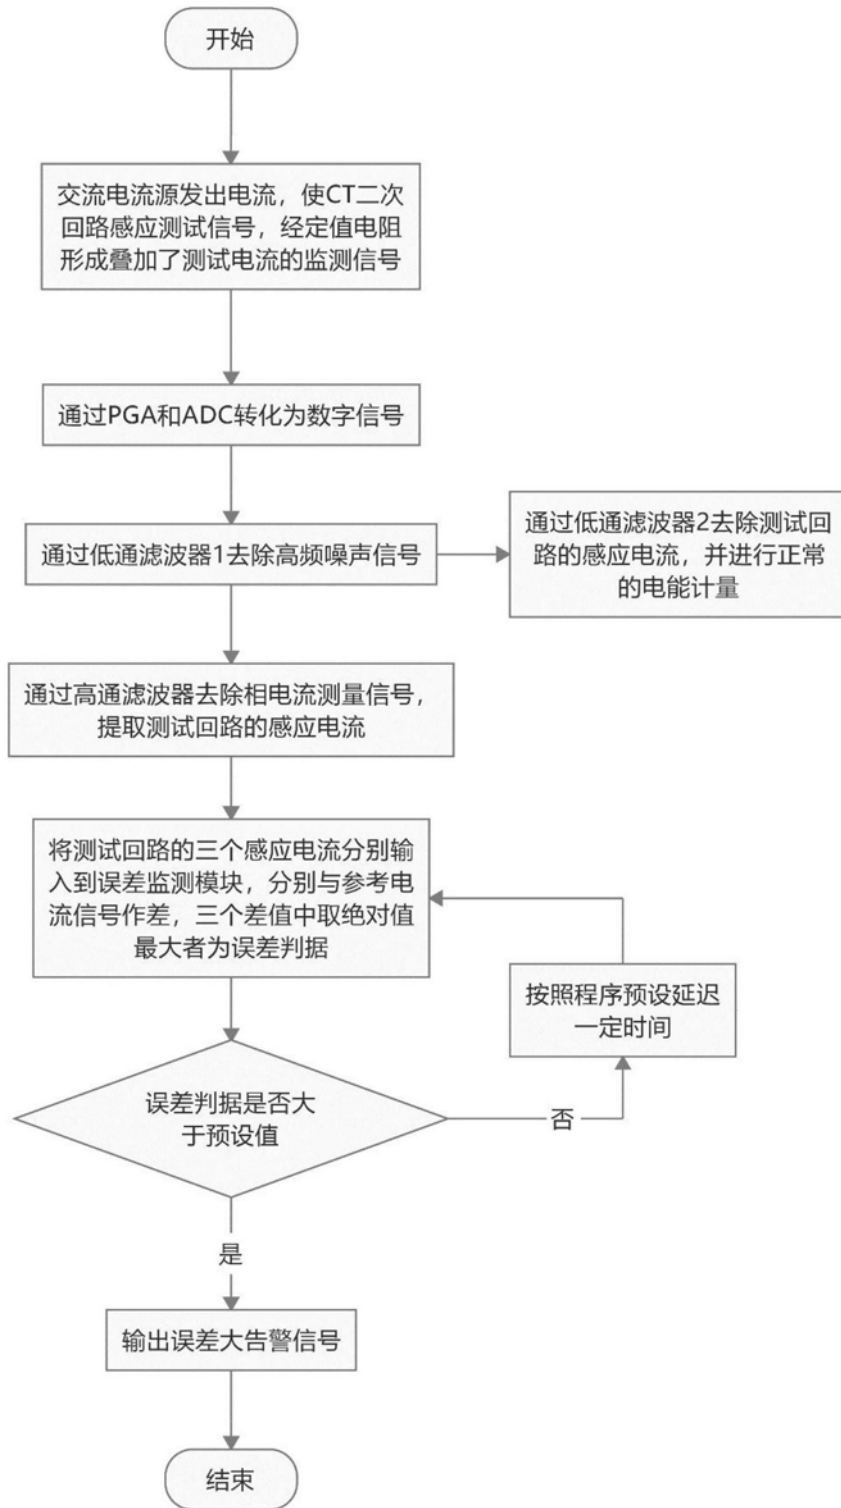 开始
交流电流源发出电流，使CT二次
回路感应测试信号，经定值电阻
形成叠加了测试电流的监测信号
通过PGA和ADC转化为数字信号
通过低通滤波器1去除高频噪声信号
通过低通滤波器2去除测试回
路的感应电流，并进行正常
的电能计量
通过高通滤波器去除相电流测量信号，
提取测试回路的感应电流
将测试回路的三个感应电流分别输
入到误差监测模块，分别与参考电
流信号作差，三个差值中取绝对值
最大者为误差判据
按照程序预设延迟
一定时间
误差判据是否大
于预设值
否
是
输出误差大告警信号
结束